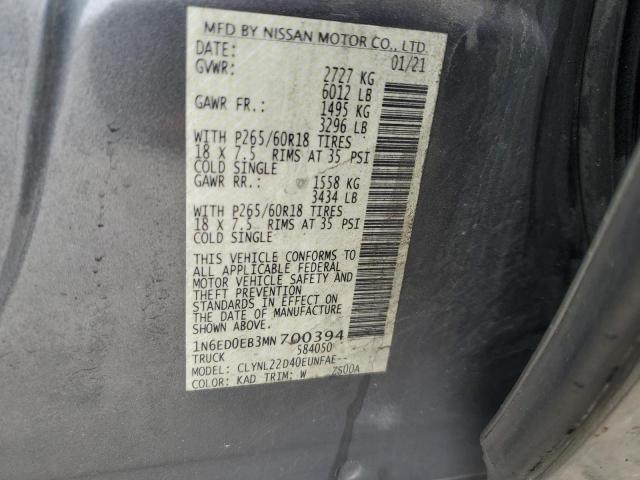 MFD BY NISSAN MOTOR CO., LTD.
DATE: 01/21
GVWR: 2727 KG
6012 LB
GAWR FR.: 1495 KG
3296 LB
WITH P265/60R18 TIRES
18 X 7.5 RIMS AT 35 PSI
COLD SINGLE
GAWR RR.: 1558 KG
3434 LB
WITH P265/60R18 TIRES
18 X 7.5 RIMS AT 35 PSI
COLD SINGLE
THIS VEHICLE CONFORMS TO
ALL APPLICABLE FEDERAL
MOTOR VEHICLE SAFETY AND
THEFT PREVENTION
STANDARDS IN EFFECT ON
THE DATE OF MANUFACTURE
SHOWN ABOVE.
1N6ED0EB3MN700394
TRUCK 584050
MODEL: CLYNL22D40EUNFAE--
COLOR: KAD TRIM: W 7S00A